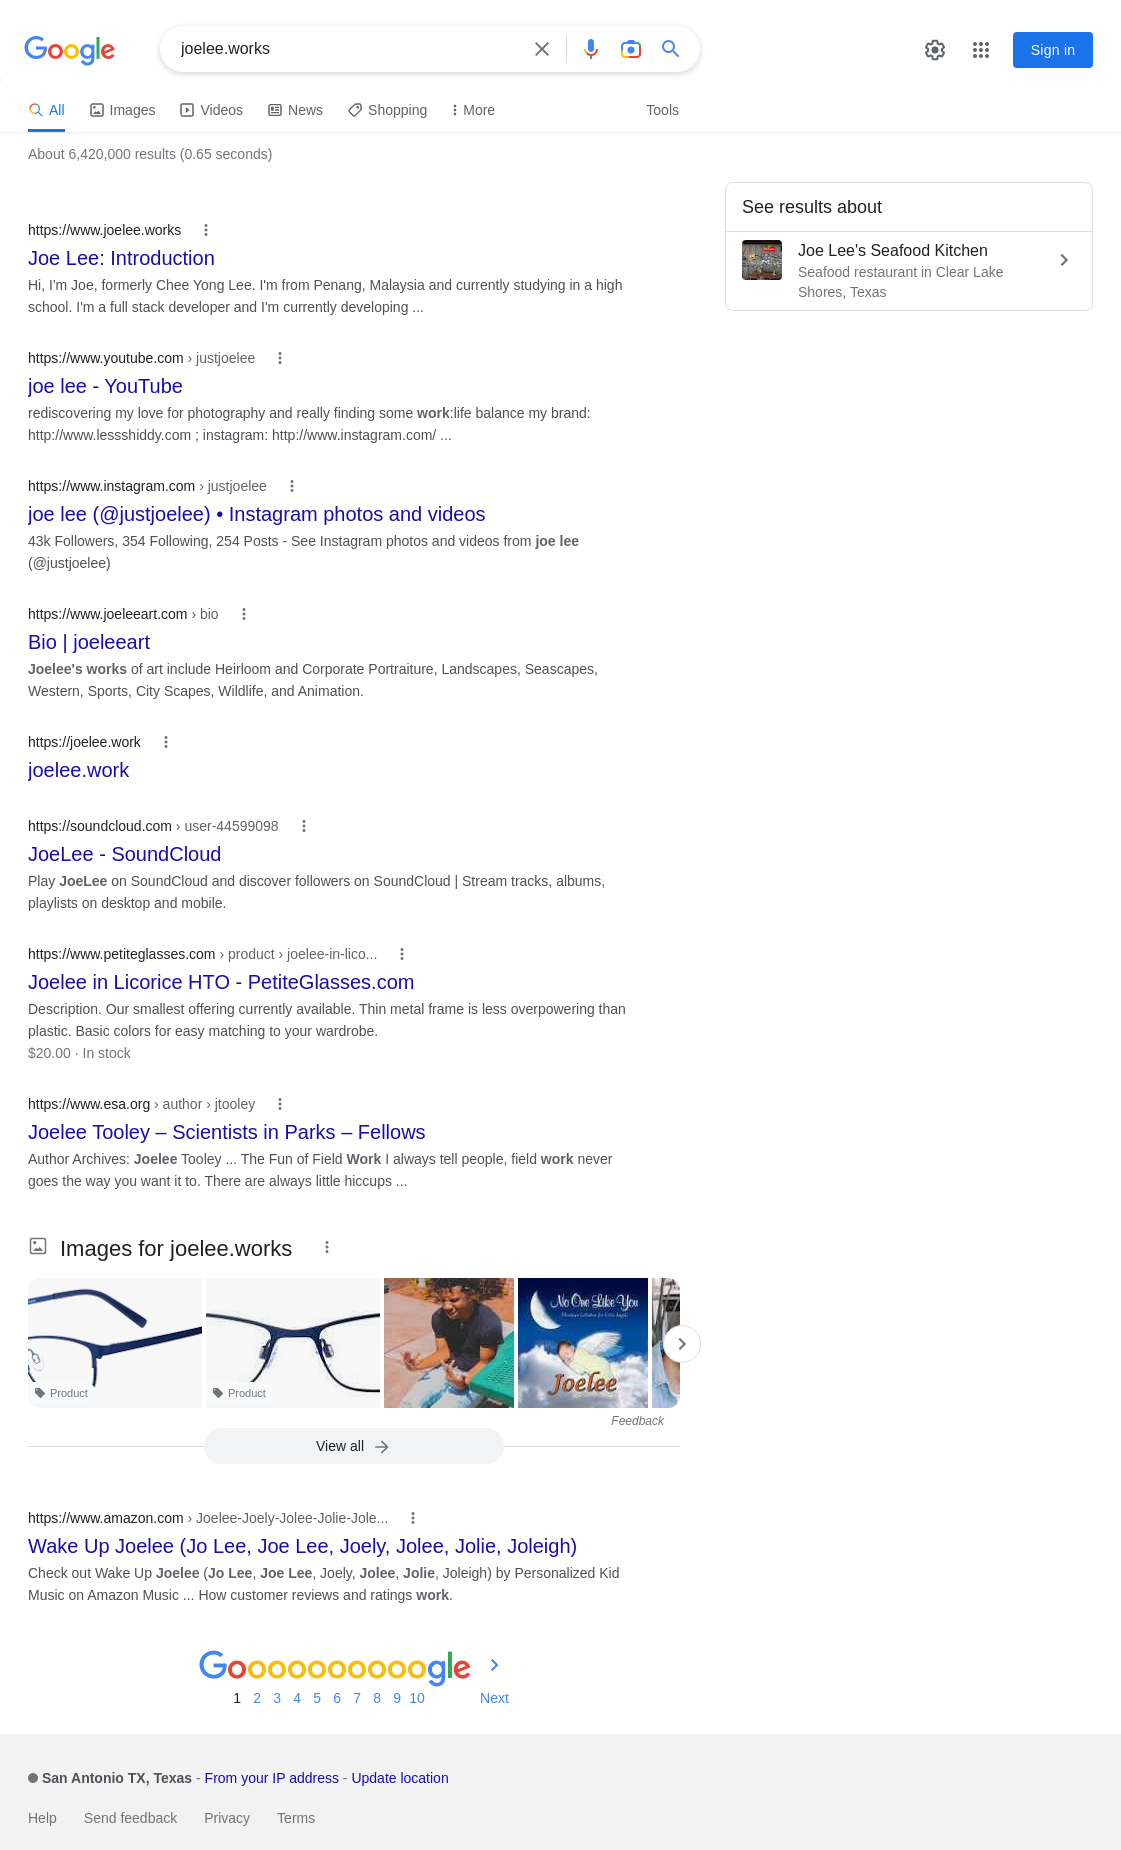 Google
joelee.works
Sign in
All
Images
Videos
News
Shopping
More
Tools
About 6,420,000 results (0.65 seconds)
See results about
Joe Lee's Seafood Kitchen
Seafood restaurant in Clear Lake
Shores, Texas
https://www.joelee.works
Joe Lee: Introduction
Hi, I'm Joe, formerly Chee Yong Lee. I'm from Penang, Malaysia and currently studying in a high
school. I'm a full stack developer and I'm currently developing ...
https://www.youtube.com › justjoelee
joe lee - YouTube
rediscovering my love for photography and really finding some work:life balance my brand:
http://www.lessshiddy.com ; instagram: http://www.instagram.com/ ...
https://www.instagram.com › justjoelee
joe lee (@justjoelee) • Instagram photos and videos
43k Followers, 354 Following, 254 Posts - See Instagram photos and videos from joe lee
(@justjoelee)
https://www.joeleeart.com › bio
Bio | joeleeart
Joelee's works of art include Heirloom and Corporate Portraiture, Landscapes, Seascapes,
Western, Sports, City Scapes, Wildlife, and Animation.
https://joelee.work
joelee.work
https://soundcloud.com › user-44599098
JoeLee - SoundCloud
Play JoeLee on SoundCloud and discover followers on SoundCloud | Stream tracks, albums,
playlists on desktop and mobile.
https://www.petiteglasses.com › product › joelee-in-lico...
Joelee in Licorice HTO - PetiteGlasses.com
Description. Our smallest offering currently available. Thin metal frame is less overpowering than
plastic. Basic colors for easy matching to your wardrobe.
$20.00 · In stock
https://www.esa.org › author › jtooley
Joelee Tooley – Scientists in Parks – Fellows
Author Archives: Joelee Tooley ... The Fun of Field Work I always tell people, field work never
goes the way you want it to. There are always little hiccups ...
Images for joelee.works
No One Like You
Christian Lullabies for Little Angels
Joelee
Product
Product
Feedback
View all
https://www.amazon.com › Joelee-Joely-Jolee-Jolie-Jole...
Wake Up Joelee (Jo Lee, Joe Lee, Joely, Jolee, Jolie, Joleigh)
Check out Wake Up Joelee (Jo Lee, Joe Lee, Joely, Jolee, Jolie, Joleigh) by Personalized Kid
Music on Amazon Music ... How customer reviews and ratings work.
Goooooooooogle
1 2 3 4 5 6 7 8 9 10 Next
San Antonio TX, Texas - From your IP address - Update location
Help Send feedback Privacy Terms